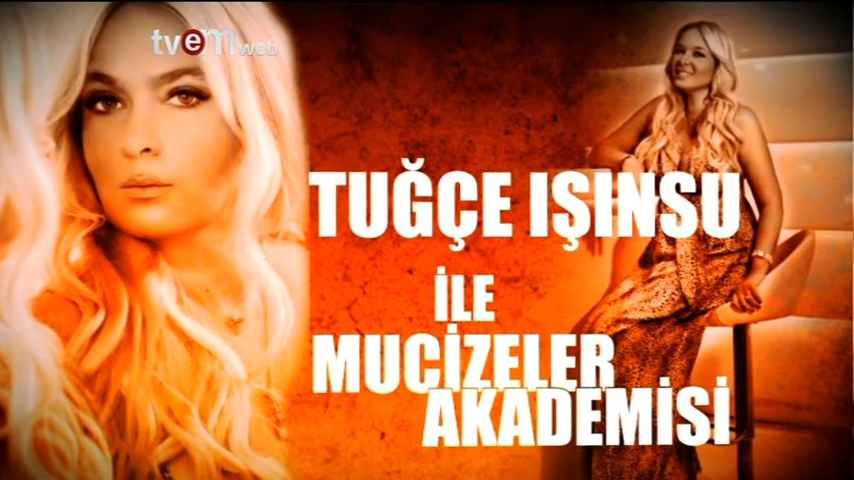 tvem web
TUĞÇE IŞINSU
İLE
MUCİZELER
AKADEMİSİ